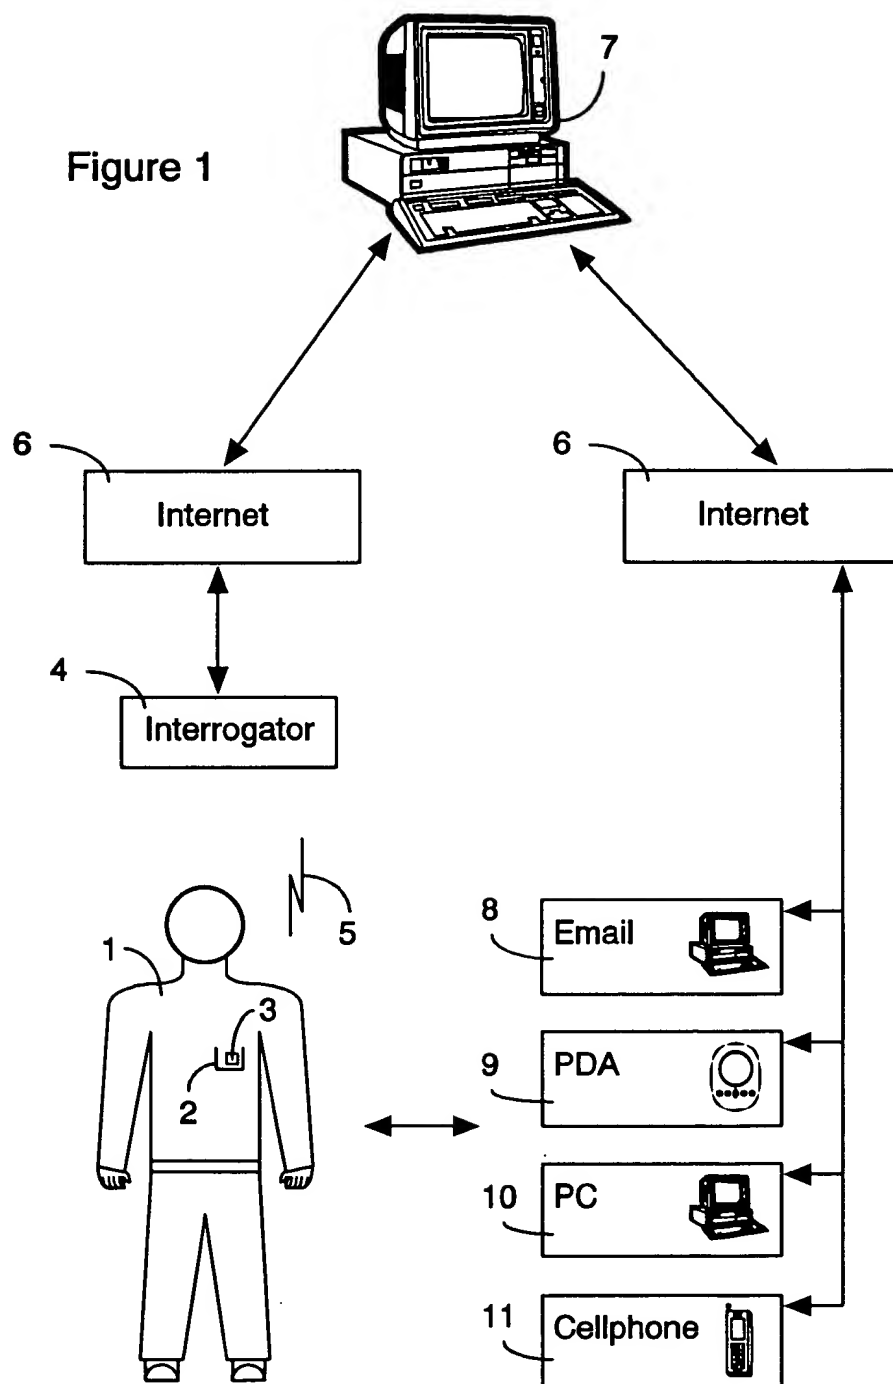 7
Figure 1
6
Internet
6
Internet
4
Interrogator
5
1
3
2
8
Email
9
PDA
10
PC
11
Cellphone